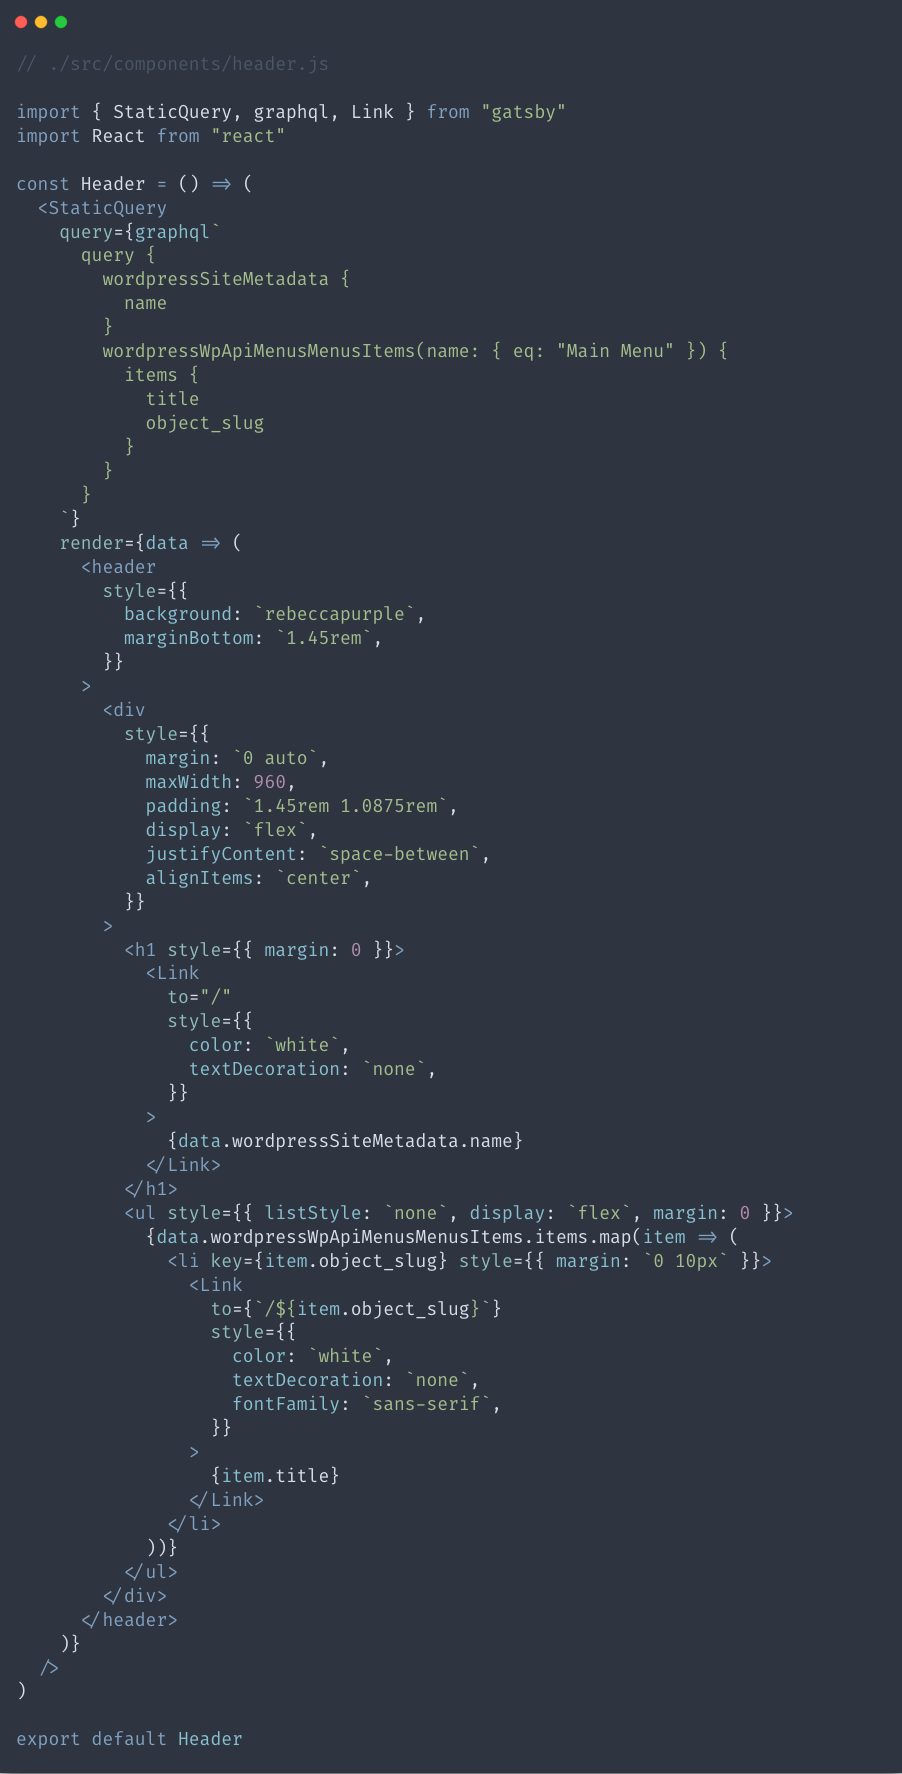 // ./src/components/header.js

import { StaticQuery, graphql, Link } from "gatsby"
import React from "react"

const Header = () => (
  <StaticQuery
    query={graphql`
      query {
        wordpressSiteMetadata {
          name
        }
        wordpressWpApiMenusMenusItems(name: { eq: "Main Menu" }) {
          items {
            title
            object_slug
          }
        }
      }
    `}
    render={data => (
      <header
        style={{
          background: `rebeccapurple`,
          marginBottom: `1.45rem`,
        }}
      >
        <div
          style={{
            margin: `0 auto`,
            maxWidth: 960,
            padding: `1.45rem 1.0875rem`,
            display: `flex`,
            justifyContent: `space-between`,
            alignItems: `center`,
          }}
        >
          <h1 style={{ margin: 0 }}>
            <Link
              to="/"
              style={{
                color: `white`,
                textDecoration: `none`,
              }}
            >
              {data.wordpressSiteMetadata.name}
            </Link>
          </h1>
          <ul style={{ listStyle: `none`, display: `flex`, margin: 0 }}>
            {data.wordpressWpApiMenusMenusItems.items.map(item => (
              <li key={item.object_slug} style={{ margin: `0 10px` }}>
                <Link
                  to={`/${item.object_slug}`}
                  style={{
                    color: `white`,
                    textDecoration: `none`,
                    fontFamily: `sans-serif`,
                  }}
                >
                  {item.title}
                </Link>
              </li>
            ))}
          </ul>
        </div>
      </header>
    )}
  />
)

export default Header